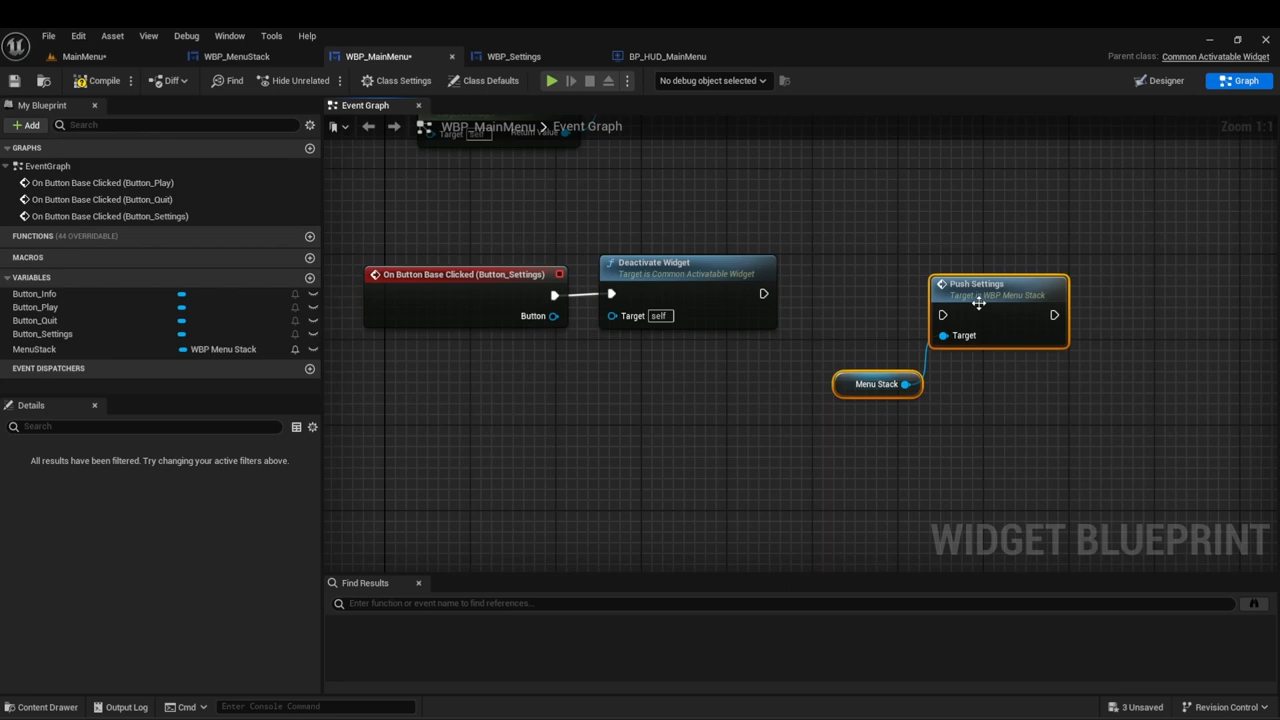 File Edit Asset View Debug Window Tools Help
MainMenu* WBP_MenuStack WBP_MainMenu* WBP_Settings BP_HUD_MainMenu Parent class: Common Activatable Widget
Compile Diff Find Hide Unrelated Class Settings Class Defaults No debug object selected Designer Graph
My Blueprint
Event Graph
Add Search
WBP_MainMenu > Event Graph Zoom 1:1
Target self Return Value
GRAPHS
EventGraph
On Button Base Clicked (Button_Play)
On Button Base Clicked (Button_Quit)
On Button Base Clicked (Button_Settings)
FUNCTIONS (44 OVERRIDABLE)
MACROS
VARIABLES
Button_Info
Button_Play
Button_Quit
Button_Settings
MenuStack WBP Menu Stack
EVENT DISPATCHERS
Details
Search
All results have been filtered. Try changing your active filters above.
On Button Base Clicked (Button_Settings)
Button
Deactivate Widget
Target is Common Activatable Widget
Target self
Push Settings
Target is WBP Menu Stack
Target
Menu Stack
WIDGET BLUEPRINT
Find Results
Enter function or event name to find references...
Content Drawer Output Log Cmd Enter Console Command 3 Unsaved Revision Control